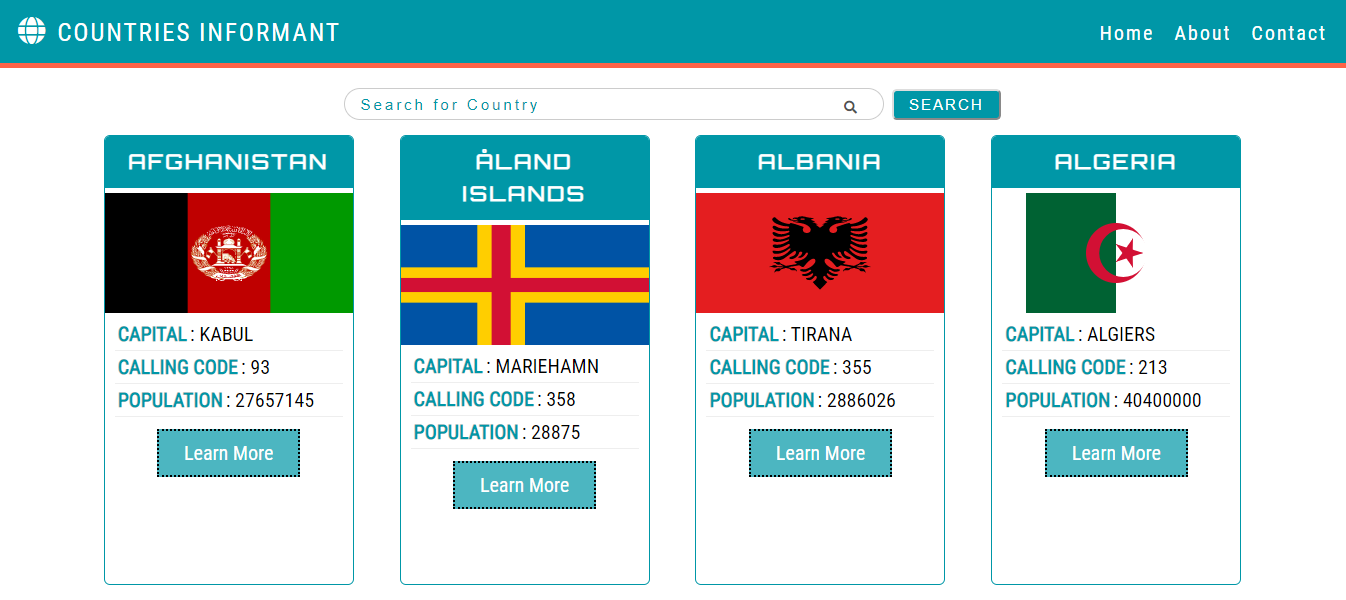 COUNTRIES INFORMANT
Home About Contact
Search for Country
SEARCH
AFGHANISTAN
CAPITAL : KABUL
CALLING CODE : 93
POPULATION : 27657145
Learn More
ÅLAND
ISLANDS
CAPITAL : MARIEHAMN
CALLING CODE : 358
POPULATION : 28875
Learn More
ALBANIA
CAPITAL : TIRANA
CALLING CODE : 355
POPULATION : 2886026
Learn More
ALGERIA
CAPITAL : ALGIERS
CALLING CODE : 213
POPULATION : 40400000
Learn More